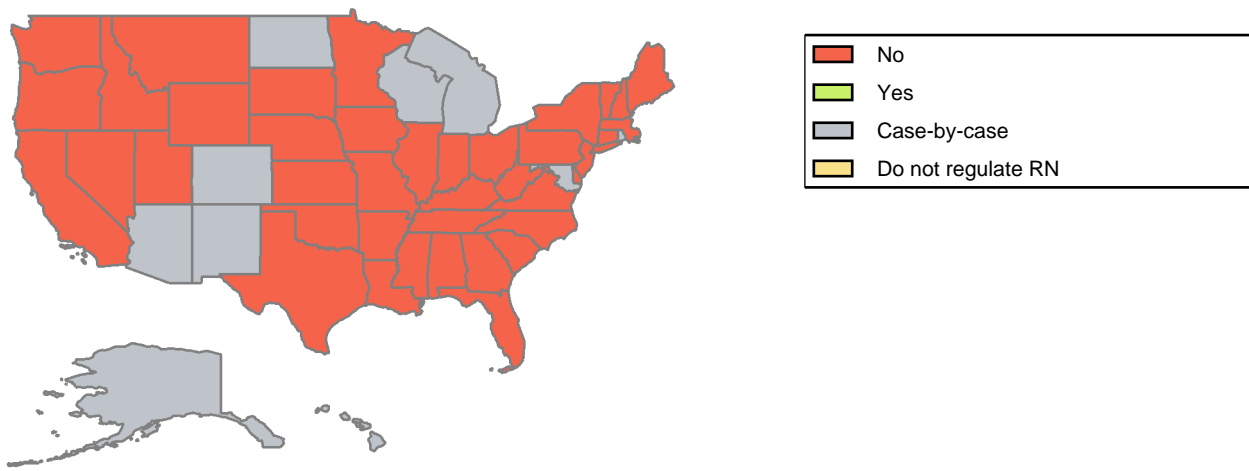 No
Yes
Case-by-case
Do not regulate RN